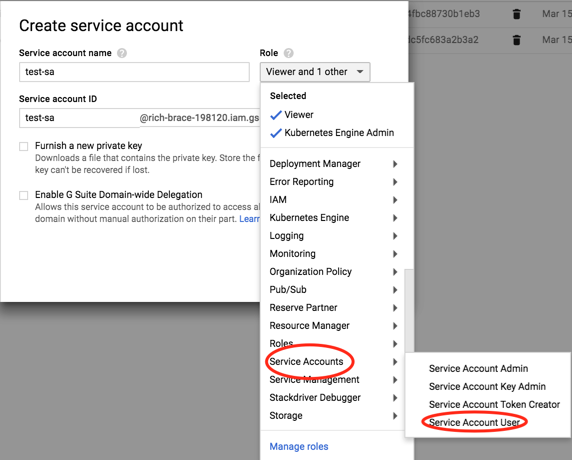 4fbc88730b1eb3 Mar 15
Create service account
dc5fc683a2b3a2 Mar 15
Service account name ? Role ?
test-sa Viewer and 1 other
Service account ID Selected
test-sa @rich-brace-198120.iam.gs Viewer
Kubernetes Engine Admin
Furnish a new private key
Downloads a file that contains the private key. Store the f
key can't be recovered if lost.
Enable G Suite Domain-wide Delegation
Allows this service account to be authorized to access al
domain without manual authorization on their part. Learn
Deployment Manager
Error Reporting
IAM
Kubernetes Engine
Logging
Monitoring
Organization Policy
Pub/Sub
Reserve Partner
Resource Manager
Roles
Service Accounts
Service Management
Stackdriver Debugger
Storage
Manage roles
Service Account Admin
Service Account Key Admin
Service Account Token Creator
Service Account User